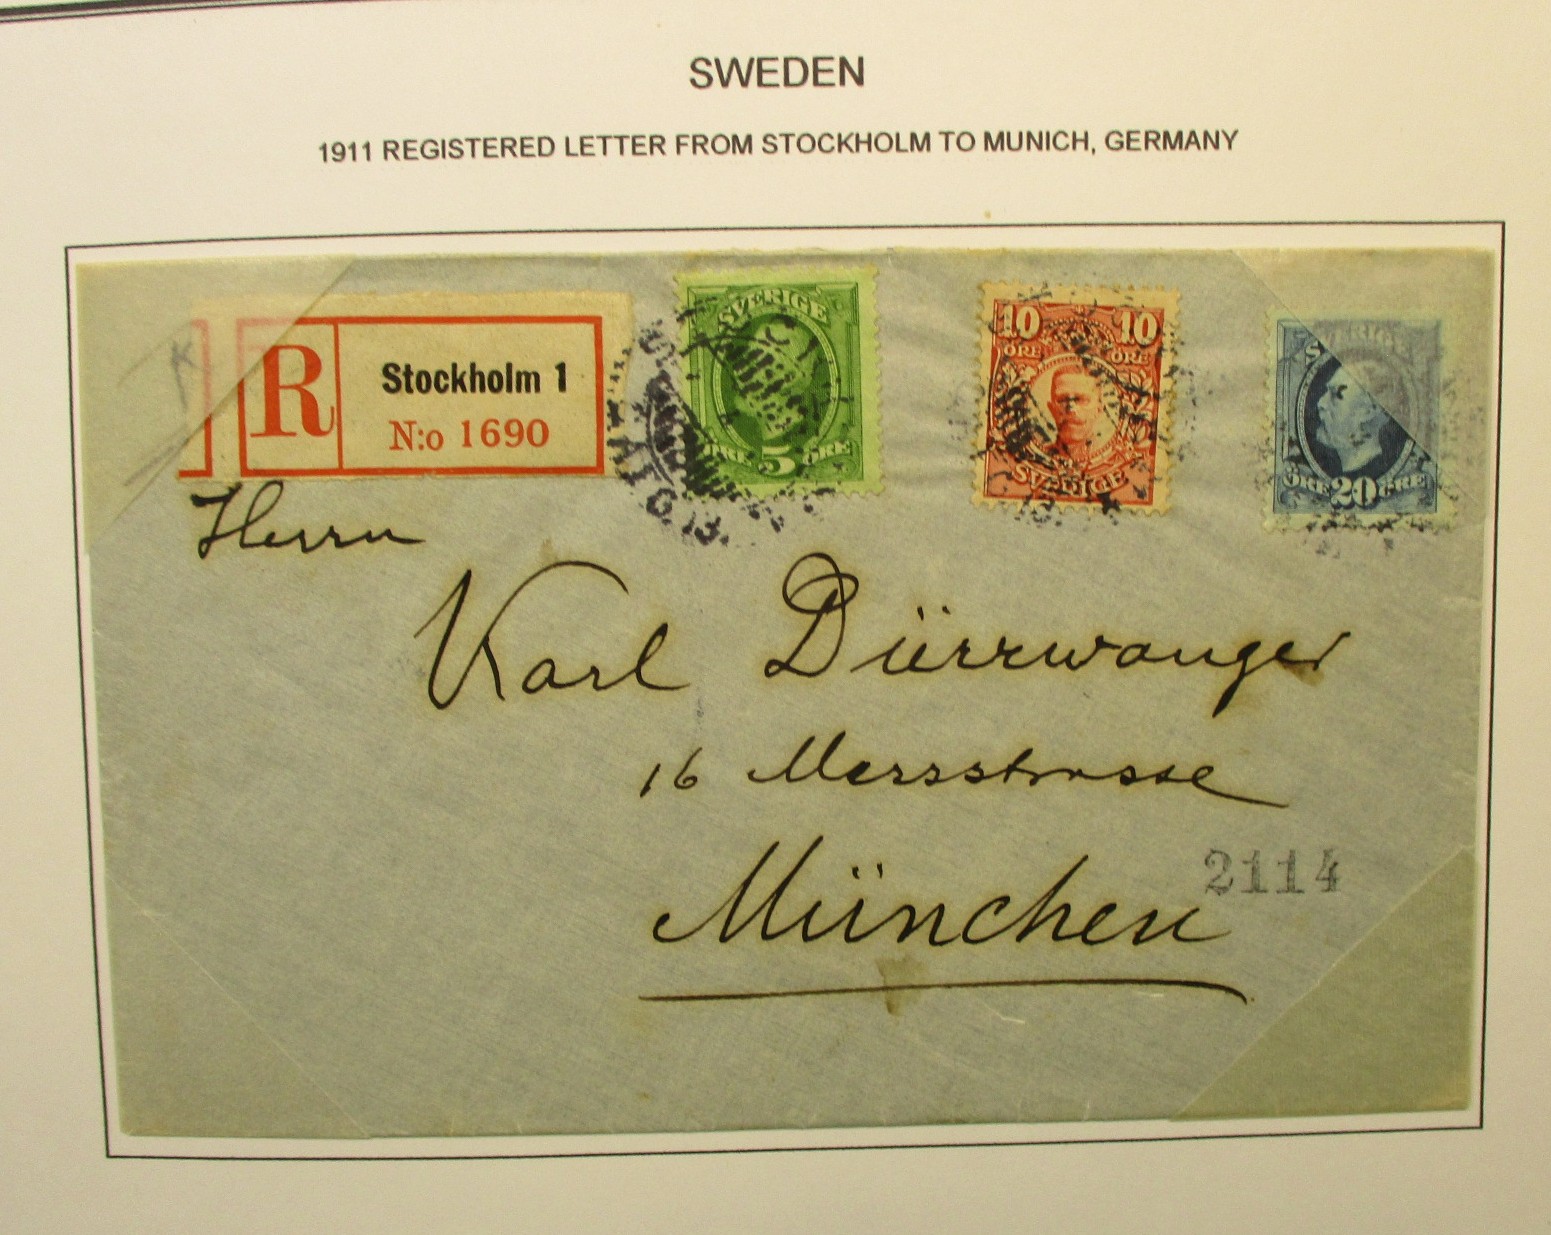 SWEDEN
1911 REGISTERED LETTER FROM STOCKHOLM TO MUNICH, GERMANY
R
Stockholm 1
N:o 1690
SVERIGE
ÖRE 5 ÖRE
10 10
ÖRE ÖRE
SVERIGE
SVERIGE
ÖRE 20 ÖRE
Herrn
Karl Dürrwanger
16 Messstrasse
München
2114